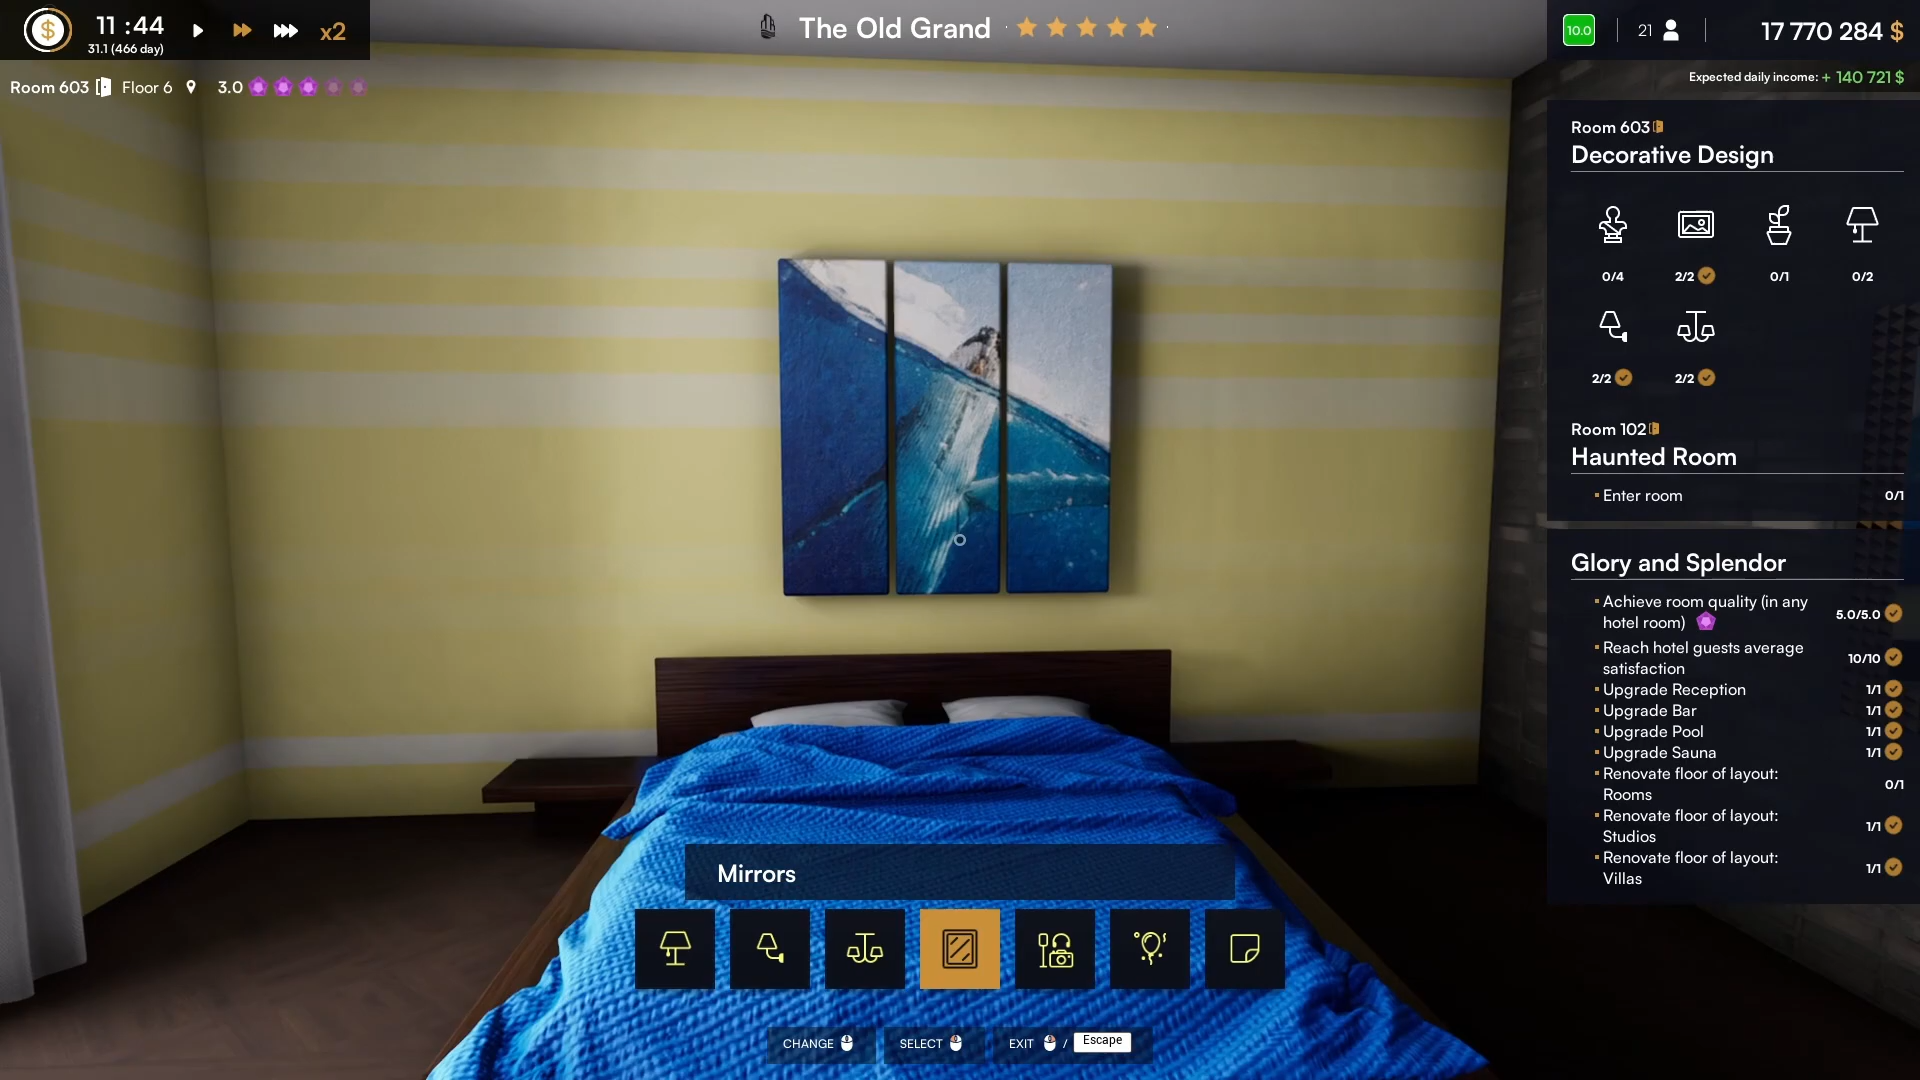 11 :44
31.1 (466 day)
x2
The Old Grand
10.0
21
17 770 284 $
Expected daily income: + 140 721 $
Room 603 Floor 6 3.0
Room 603
Decorative Design
0/4 2/2 0/1 0/2
2/2 2/2
Room 102
Haunted Room
Enter room 0/1
Glory and Splendor
Achieve room quality (in any
hotel room) 5.0/5.0
Reach hotel guests average
satisfaction 10/10
Upgrade Reception 1/1
Upgrade Bar 1/1
Upgrade Pool 1/1
Upgrade Sauna 1/1
Renovate floor of layout:
Rooms 0/1
Renovate floor of layout:
Studios 1/1
Renovate floor of layout:
Villas 1/1
Mirrors
CHANGE SELECT EXIT / Escape